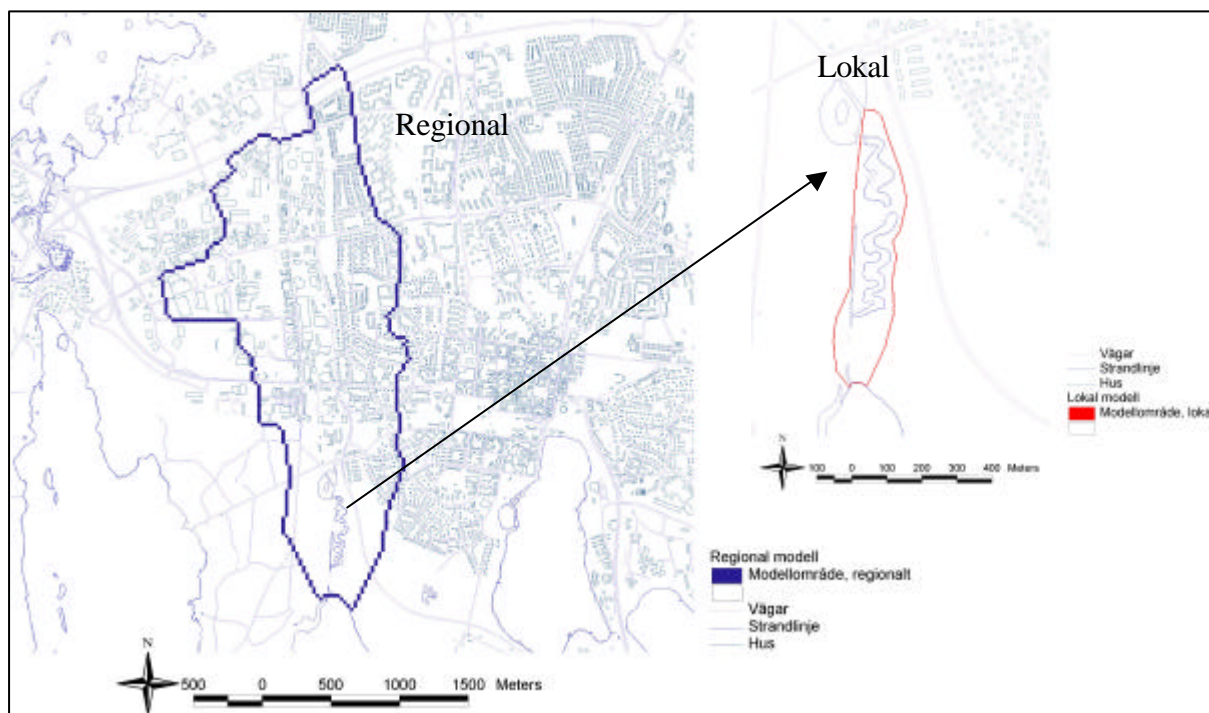 Regional
Lokal
Vägar
Strandlinje
Hus
Lokal modell
Modellområde, loka
N
100 0 100 200 300 400 Meters
Regional modell
Modellområde, regionalt
Vägar
Strandlinje
Hus
N
500 0 500 1000 1500 Meters